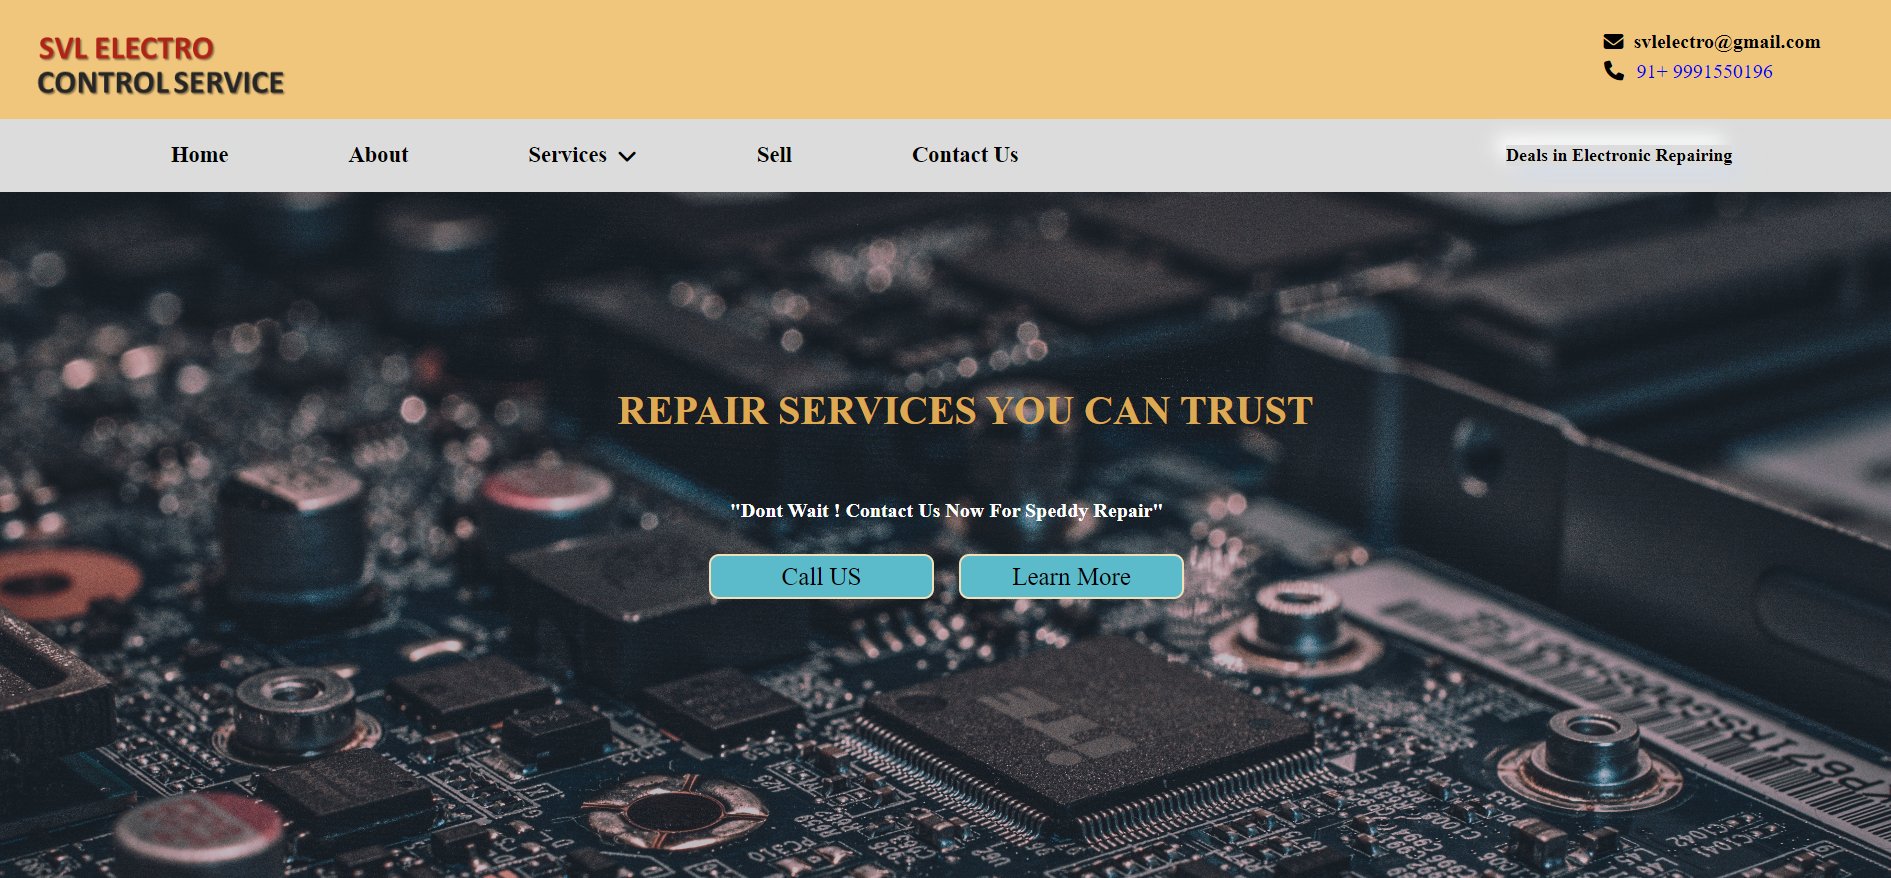 SVL ELECTRO
CONTROL SERVICE
svlelectro@gmail.com
91+ 9991550196
Home
About
Services
Sell
Contact Us
Deals in Electronic Repairing
REPAIR SERVICES YOU CAN TRUST
"Dont Wait ! Contact Us Now For Speddy Repair"
Call US
Learn More